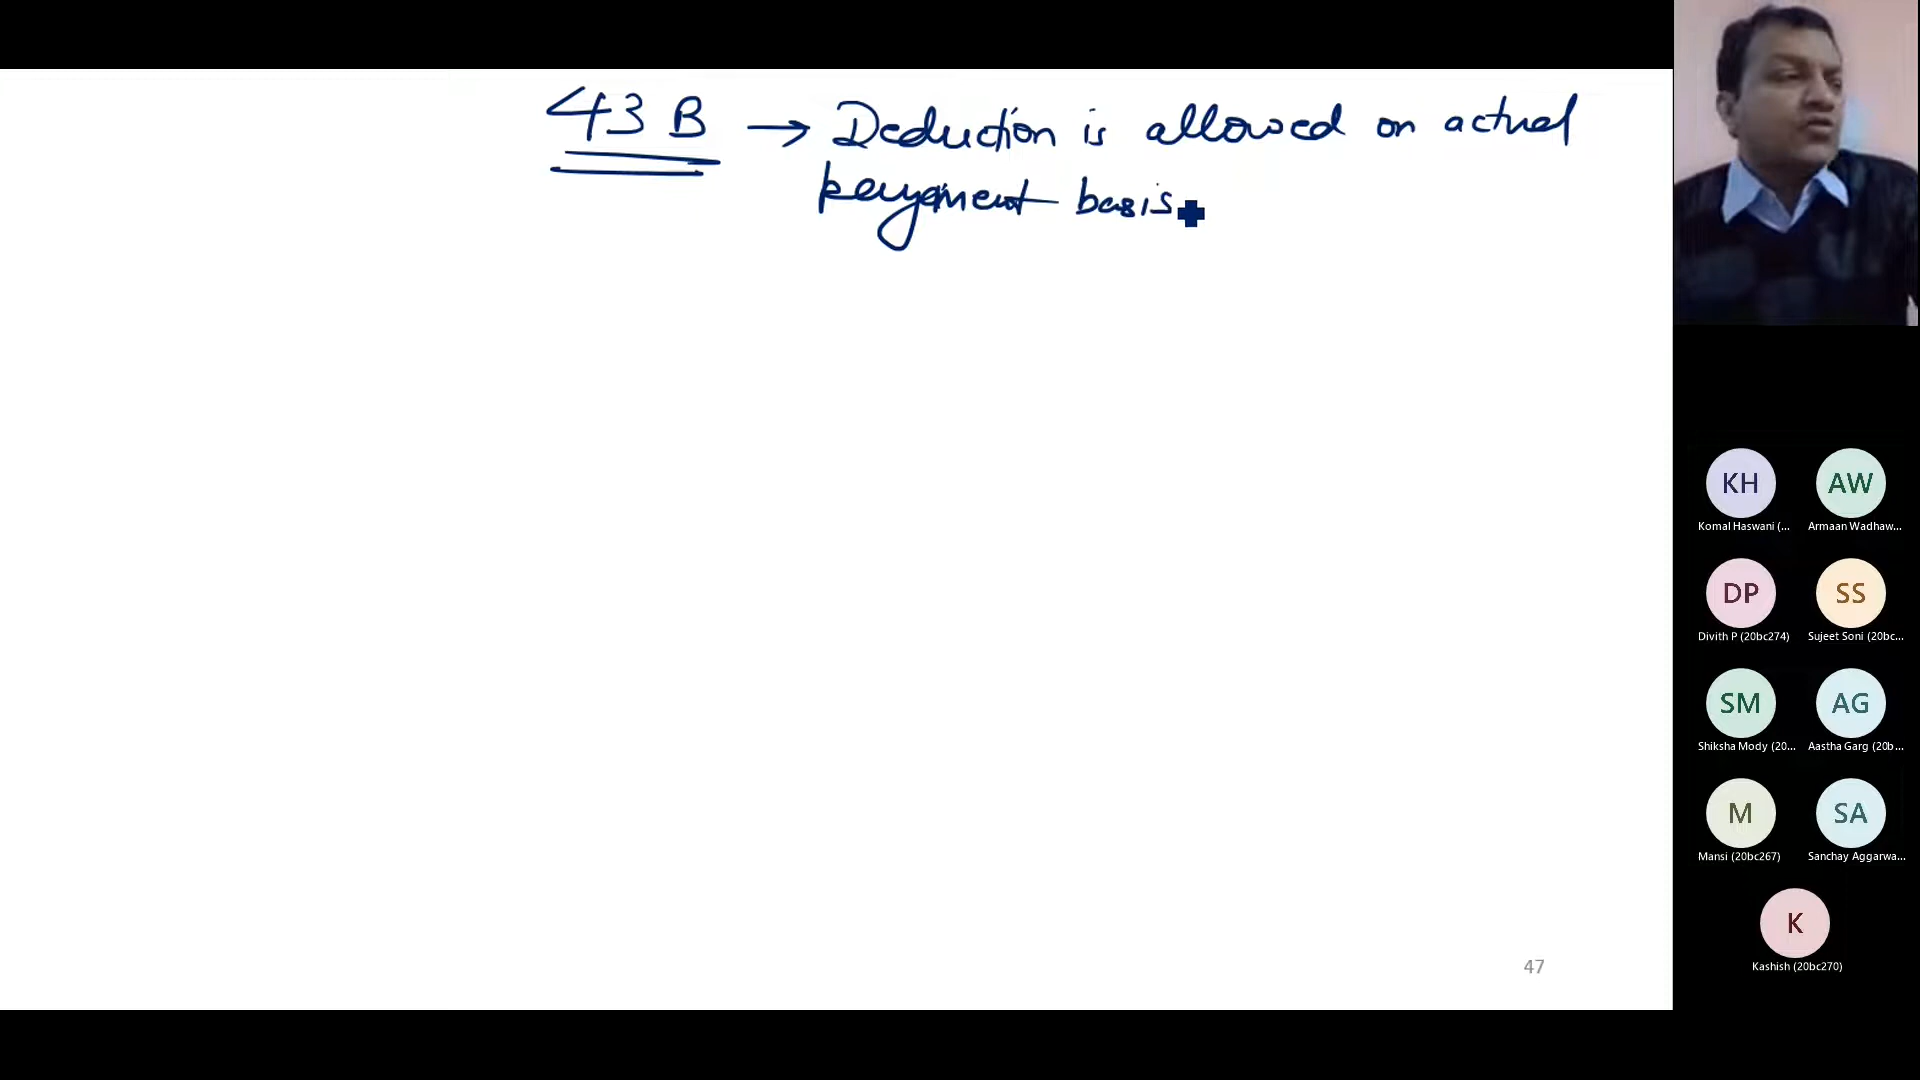 43 B → Deduction is allowed on actual
payment basis
KH
AW
Komal Haswani (...
Armaan Wadhaw...
DP
SS
Divith P (20bc274)
Sujeet Soni (20bc...
SM
AG
Shiksha Mody (20...
Aastha Garg (20b...
M
SA
Mansi (20bc267)
Sanchay Aggarwa...
K
Kashish (20bc270)
47